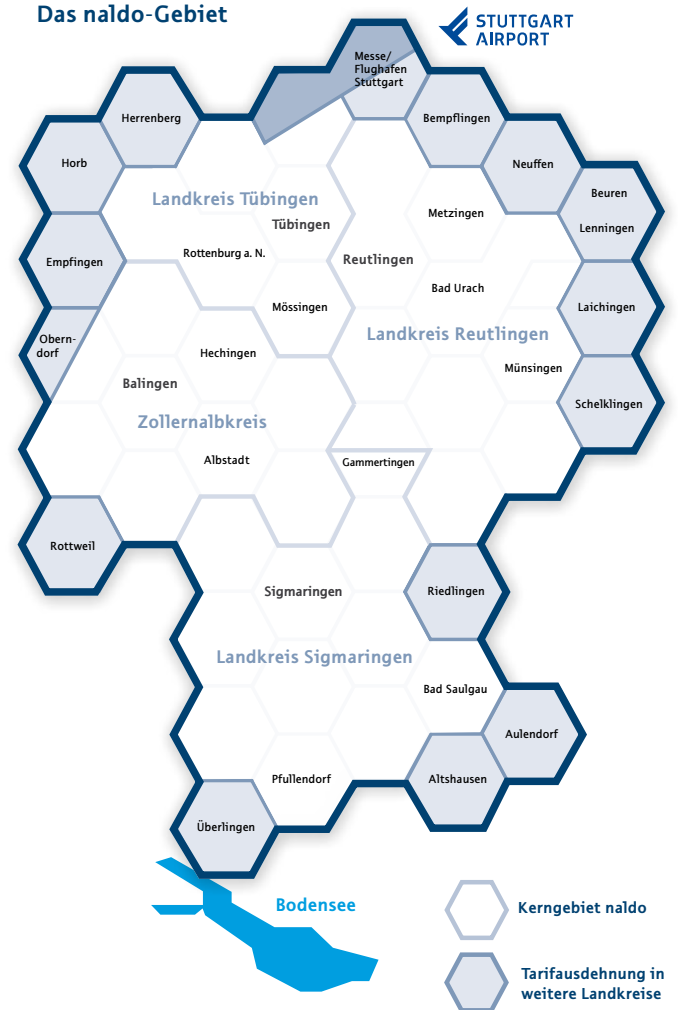 Das naldo-Gebiet
STUTTGART
AIRPORT
Messe/
Flughafen
Stuttgart
Herrenberg
Bempflingen
Horb
Neuffen
Beuren
Landkreis Tübingen
Metzingen
Tübingen
Lenningen
Rottenburg a. N.
Reutlingen
Empfingen
Bad Urach
Mössingen
Laichingen
Obern-
dorf
Landkreis Reutlingen
Hechingen
Münsingen
Balingen
Schelklingen
Zollernalbkreis
Albstadt
Gammertingen
Rottweil
Sigmaringen
Riedlingen
Landkreis Sigmaringen
Bad Saulgau
Aulendorf
Pfullendorf
Altshausen
Überlingen
Bodensee
Kerngebiet naldo
Tarifausdehnung in
weitere Landkreise